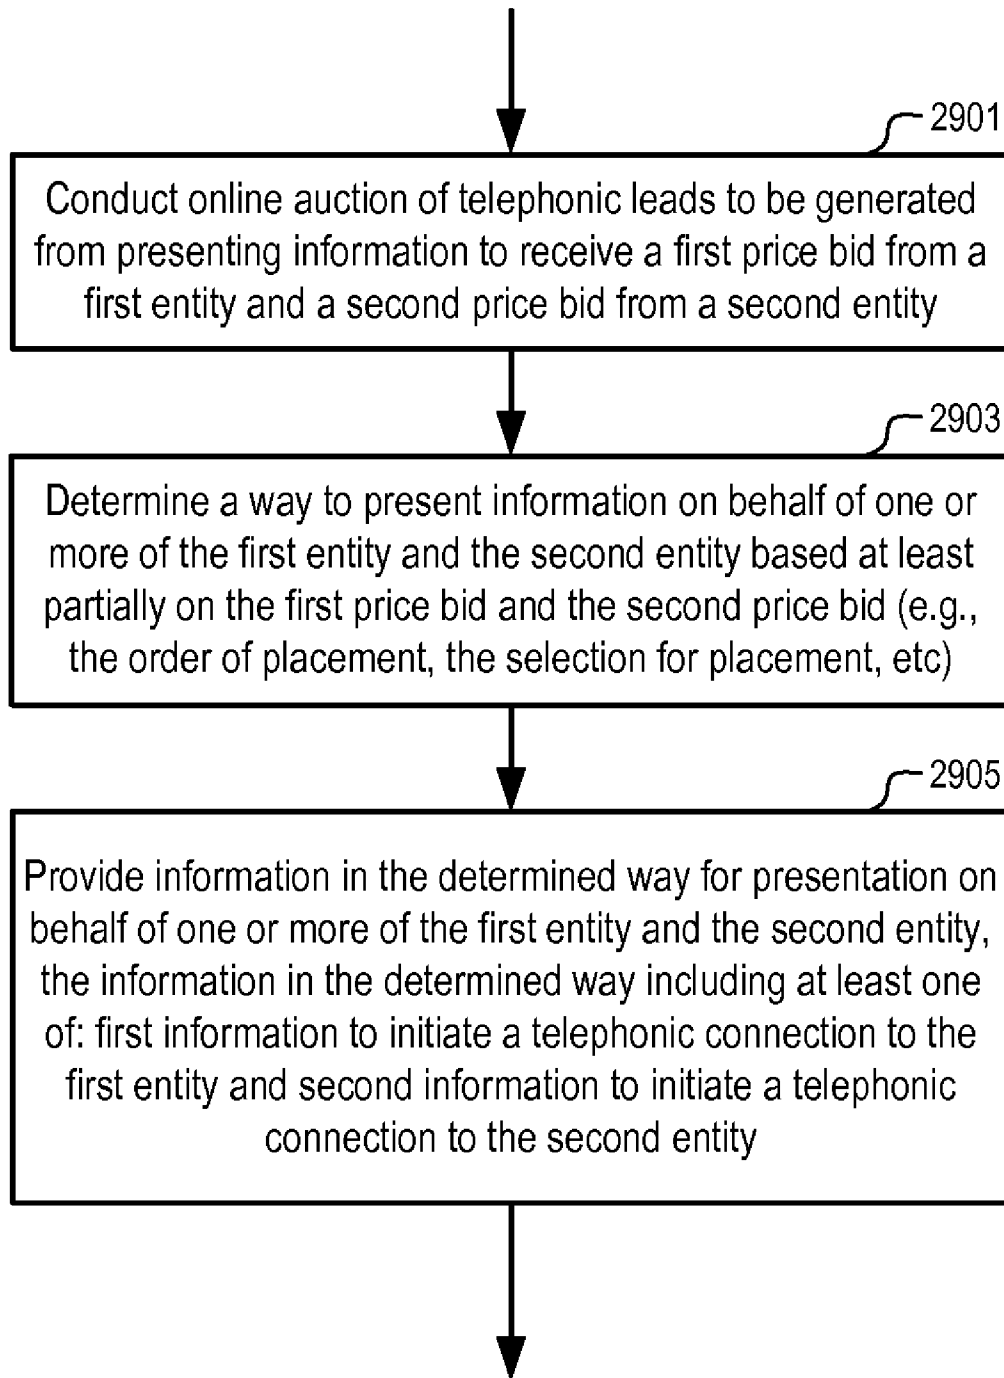 2901
Conduct online auction of telephonic leads to be generated
from presenting information to receive a first price bid from a
first entity and a second price bid from a second entity
2903
Determine a way to present information on behalf of one or
more of the first entity and the second entity based at least
partially on the first price bid and the second price bid (e.g.,
the order of placement, the selection for placement, etc)
2905
Provide information in the determined way for presentation on
behalf of one or more of the first entity and the second entity,
the information in the determined way including at least one
of: first information to initiate a telephonic connection to the
first entity and second information to initiate a telephonic
connection to the second entity